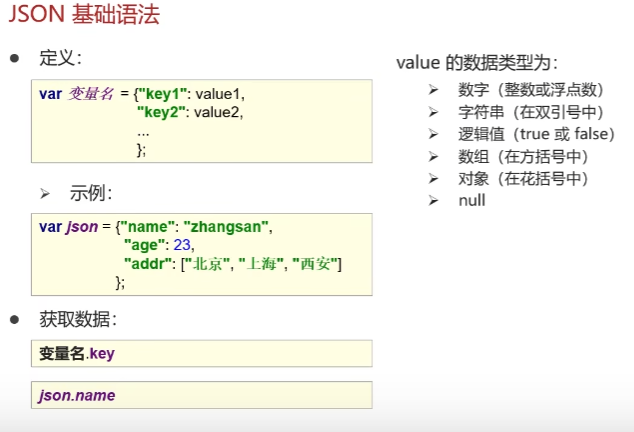 JSON 基础语法
● 定义：
var 变量名 = {"key1": value1,
"key2": value2,
...
};
➢ 示例：
var json = {"name": "zhangsan",
"age": 23,
"addr": ["北京", "上海", "西安"]
};
● 获取数据：
变量名.key
json.name
value 的数据类型为：
➢ 数字（整数或浮点数）
➢ 字符串（在双引号中）
➢ 逻辑值（true 或 false）
➢ 数组（在方括号中）
➢ 对象（在花括号中）
➢ null